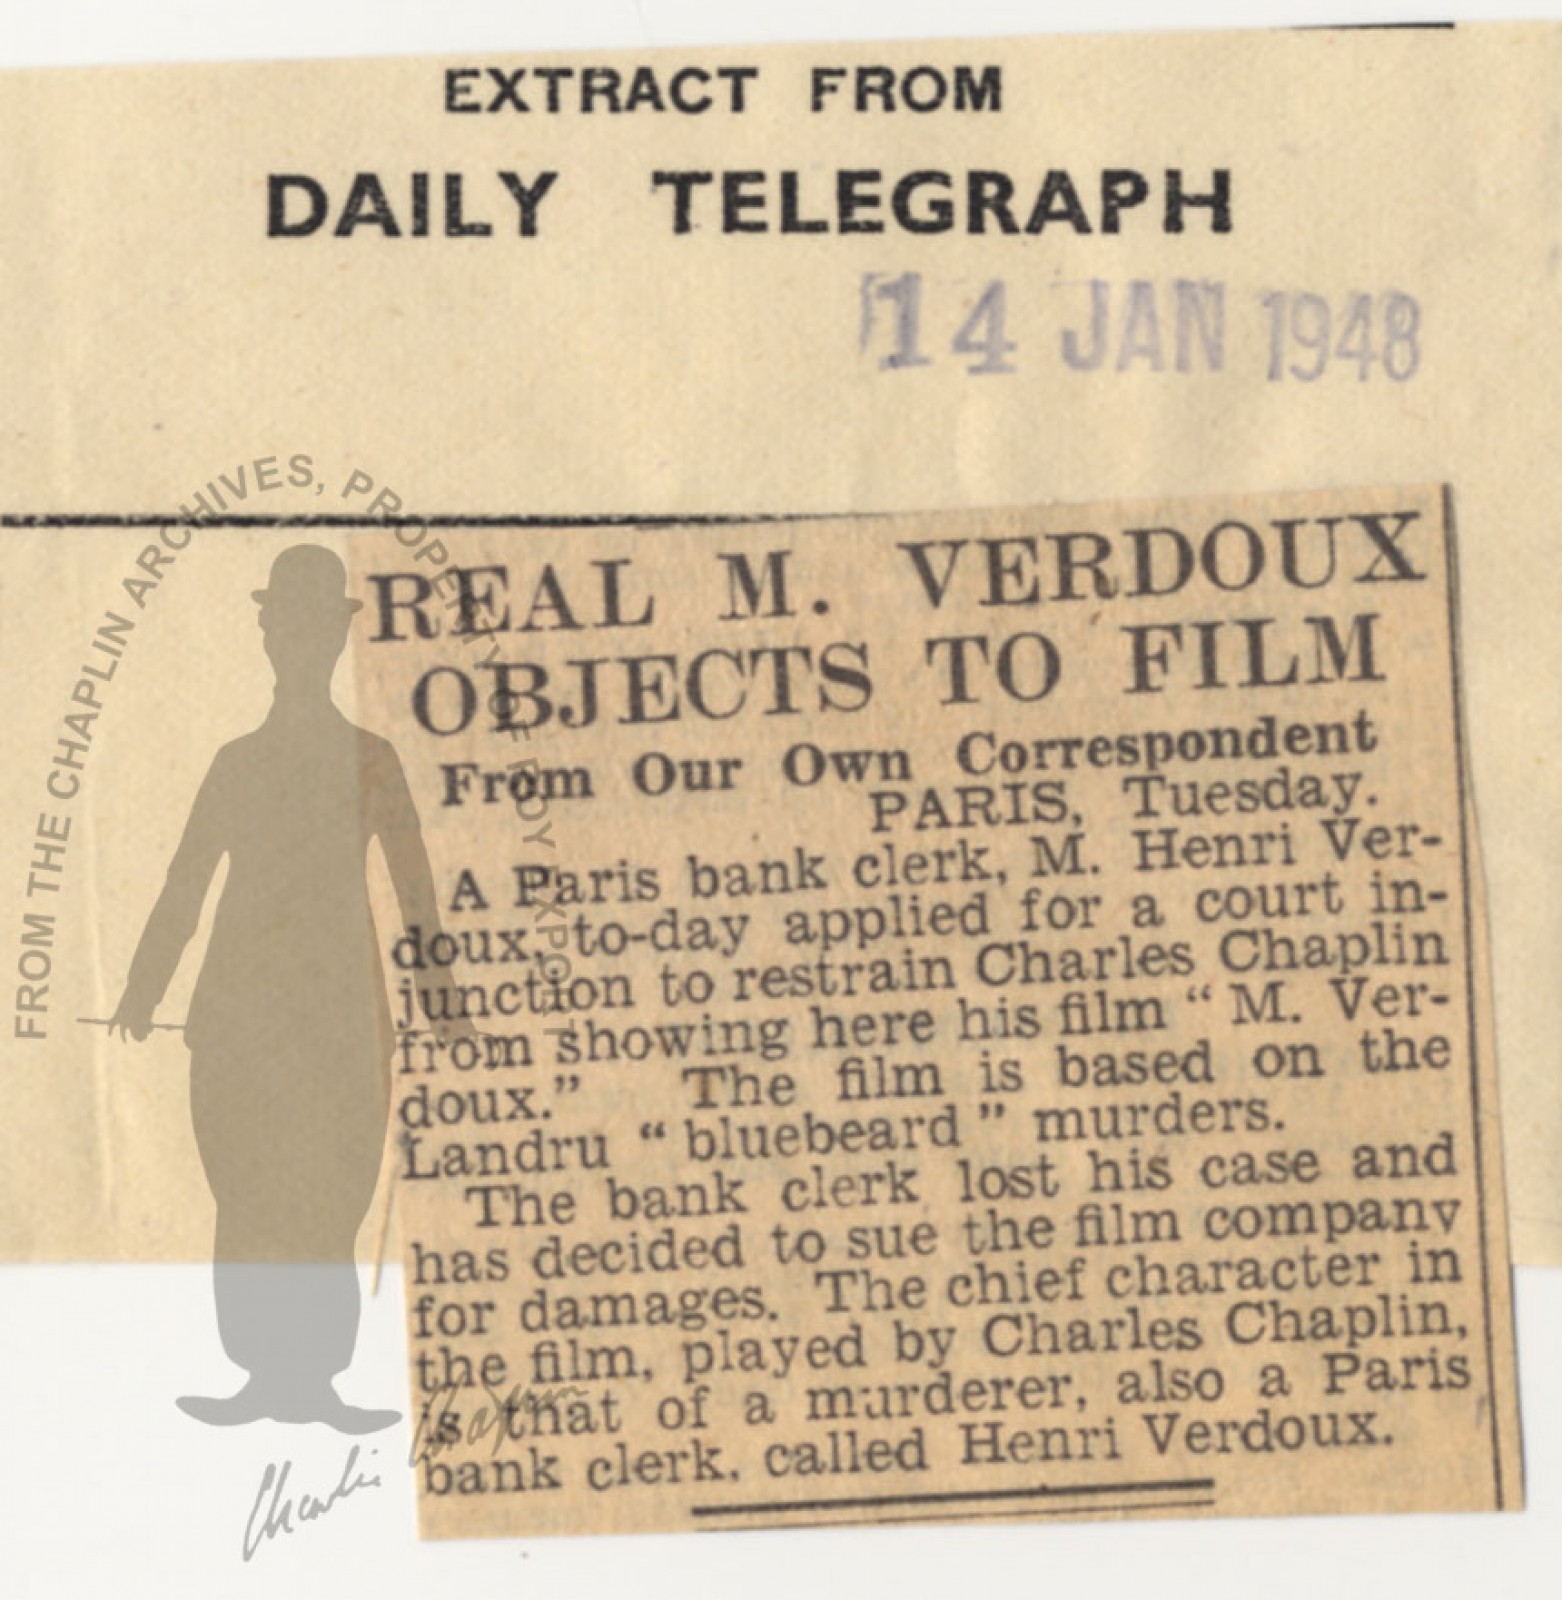 EXTRACT FROM
DAILY TELEGRAPH
14 JAN 1948
REAL M. VERDOUX
OBJECTS TO FILM
From Our Own Correspondent
PARIS, Tuesday.
A Paris bank clerk, M. Henri Ver-
doux, to-day applied for a court in-
junction to restrain Charles Chaplin
from showing here his film “ M. Ver-
doux.” The film is based on the
Landru “ bluebeard ” murders.
The bank clerk lost his case and
has decided to sue the film company
for damages. The chief character in
the film, played by Charles Chaplin,
is that of a murderer, also a Paris
bank clerk, called Henri Verdoux.
FROM THE CHAPLIN ARCHIVES, PROPERTY OF ROY EXPORT
Charlie Chaplin